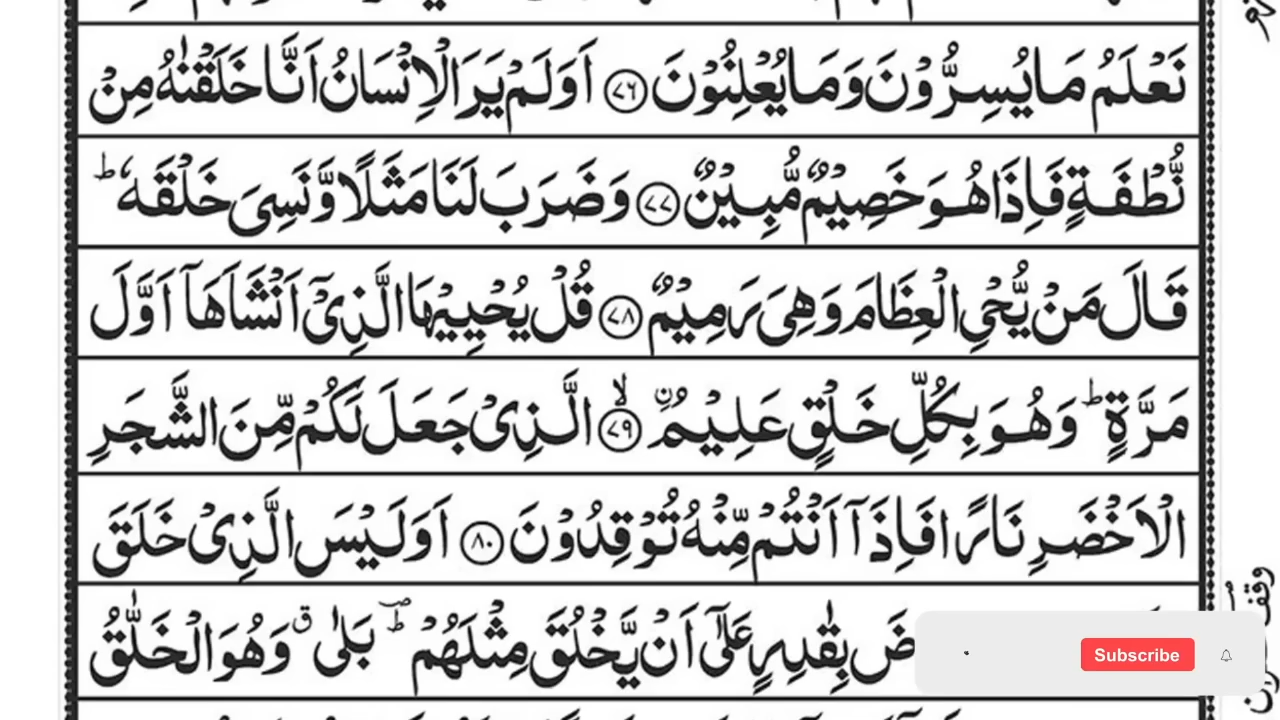 نَعْلَمُ مَا يُسِرُّوْنَ وَمَا يُعْلِنُوْنَ ﴿۷۶﴾ اَوَلَمْ يَرَ الْاِنْسَانُ اَنَّا خَلَقْنٰهُ مِنْ
نُّطْفَةٍ فَاِذَا هُوَ خَصِيْمٌ مُّبِيْنٌ ﴿۷۷﴾ وَضَرَبَ لَنَا مَثَلًا وَّنَسِىَ خَلْقَهٗ ؕ
قَالَ مَنْ يُّحْىِ الْعِظَامَ وَهِىَ رَمِيْمٌ ﴿۷۸﴾ قُلْ يُحْيِيْهَا الَّذِىْٓ اَنْشَاَهَآ اَوَّلَ
مَرَّةٍ ؕ وَهُوَ بِكُلِّ خَلْقٍ عَلِيْمُۨ ۙ ﴿۷۹﴾ الَّذِىْ جَعَلَ لَكُمْ مِّنَ الشَّجَرِ
الْاَخْضَرِ نَارًا فَاِذَآ اَنْتُمْ مِّنْهُ تُوْقِدُوْنَ ﴿۸۰﴾ اَوَلَيْسَ الَّذِىْ خَلَقَ
ضَ بِقٰدِرٍ عَلٰٓى اَنْ يَّخْلُقَ مِثْلَهُمْ ؕ بَلٰى ق وَهُوَ الْخَلّٰقُ
Subscribe